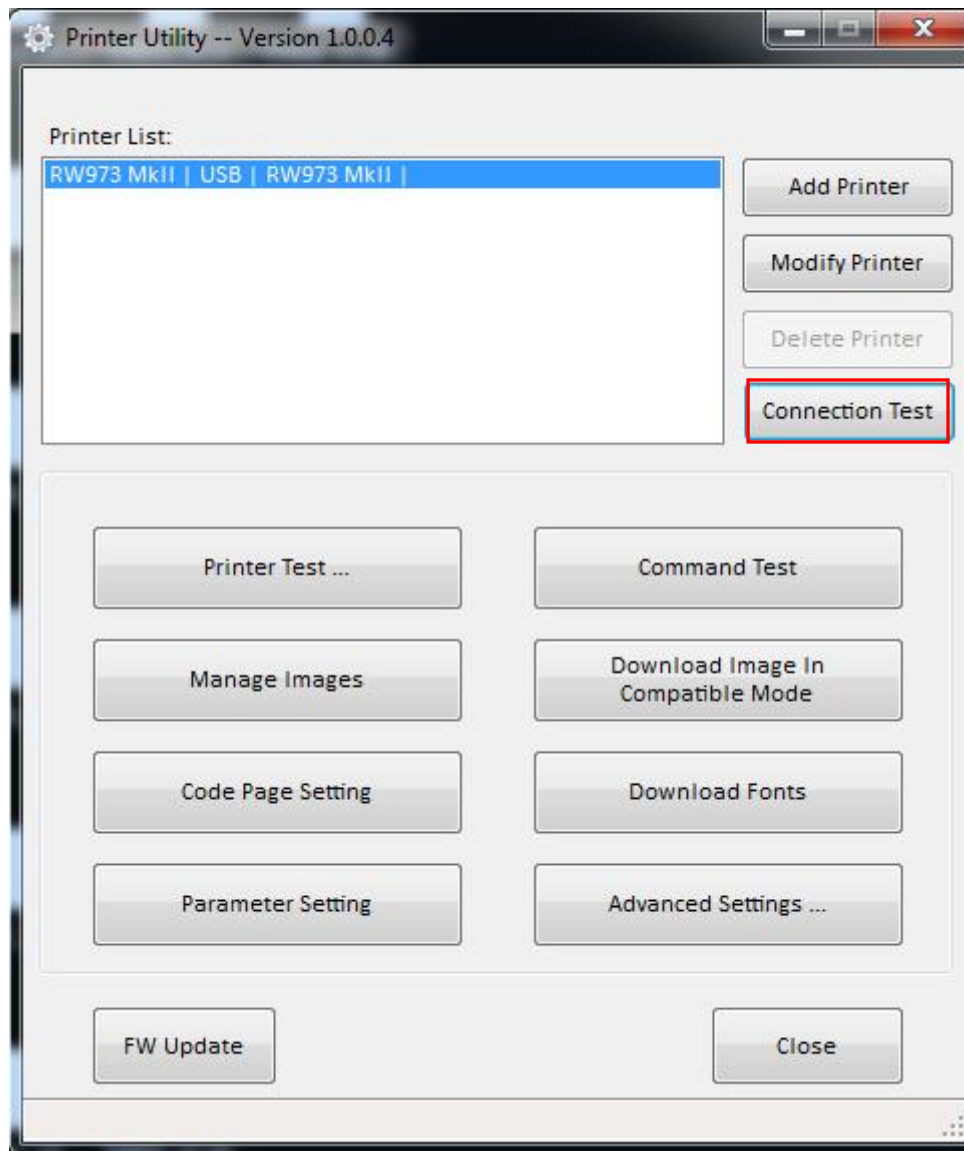 Printer Utility -- Version 1.0.0.4
Printer List:
RW973 MkII | USB | RW973 MkII |
Add Printer
Modify Printer
Delete Printer
Connection Test
Printer Test ...
Command Test
Manage Images
Download Image In
Compatible Mode
Code Page Setting
Download Fonts
Parameter Setting
Advanced Settings ...
FW Update
Close